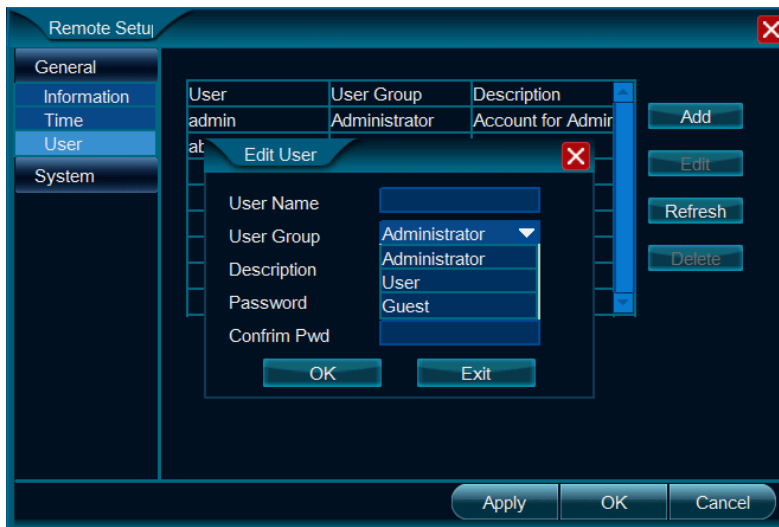 Remote Setup
General
Information
Time
User
System
User User Group Description
admin Administrator Account for Admir
ab
Add
Edit
Refresh
Delete
Edit User
User Name
User Group Administrator
Administrator
User
Guest
Description
Password
Confrim Pwd
OK Exit
Apply OK Cancel